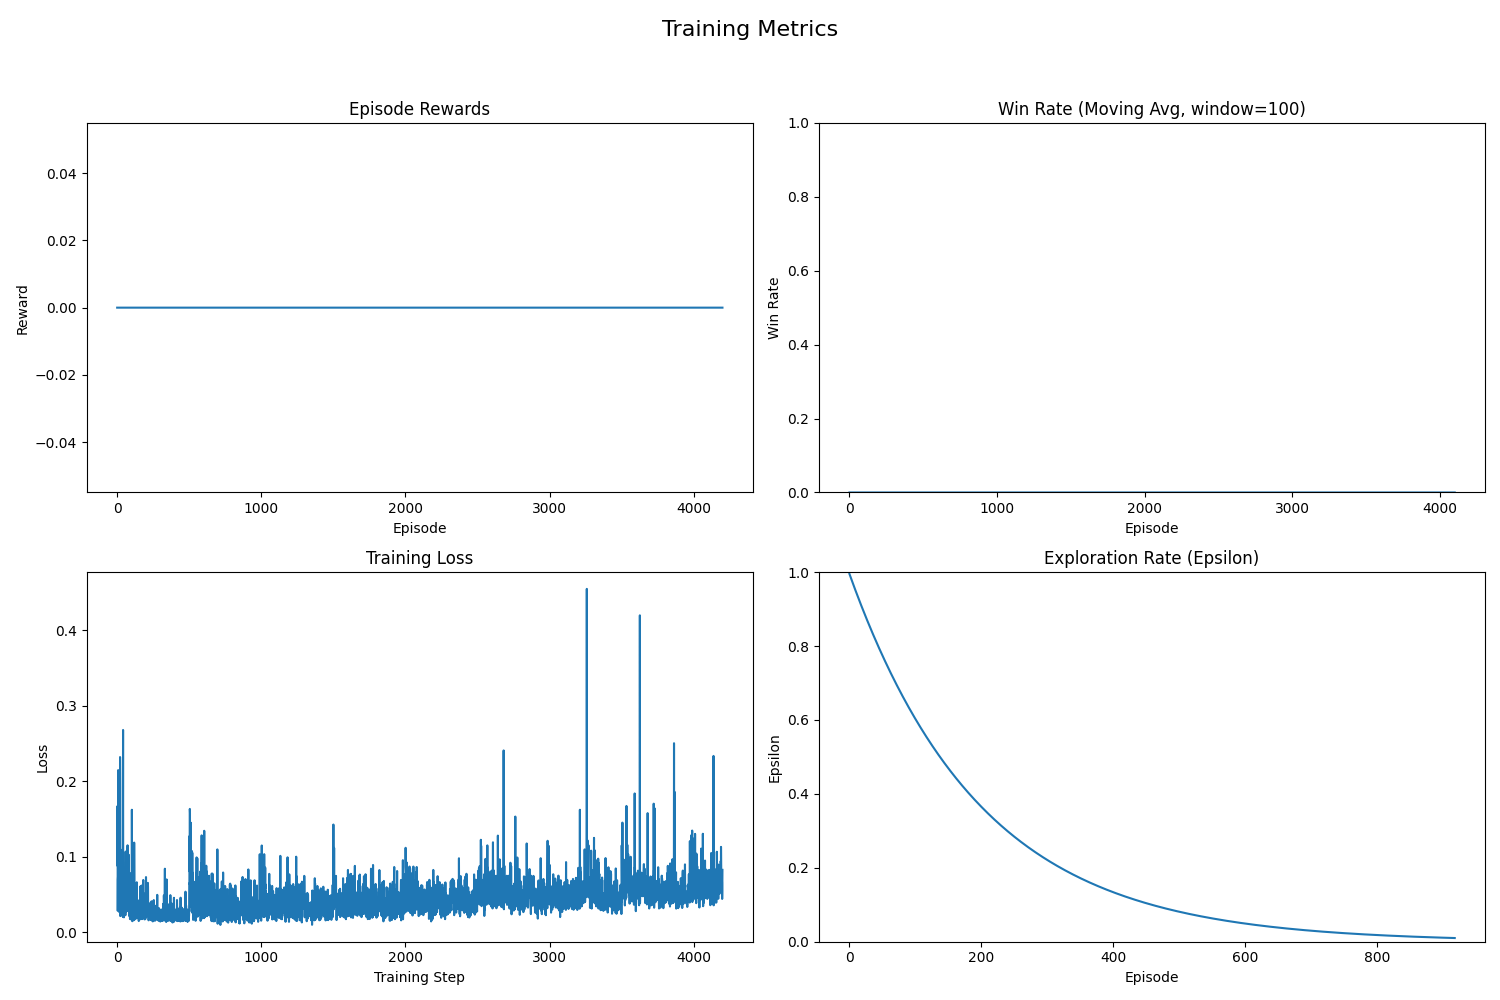 Training Metrics
Episode Rewards
0.04
0.02
0.00
−0.02
−0.04
Reward
0 1000 2000 3000 4000
Episode
Win Rate (Moving Avg, window=100)
1.0
0.8
0.6
0.4
0.2
0.0
Win Rate
0 1000 2000 3000 4000
Episode
Training Loss
0.4
0.3
0.2
0.1
0.0
Loss
0 1000 2000 3000 4000
Training Step
Exploration Rate (Epsilon)
1.0
0.8
0.6
0.4
0.2
0.0
Epsilon
0 200 400 600 800
Episode